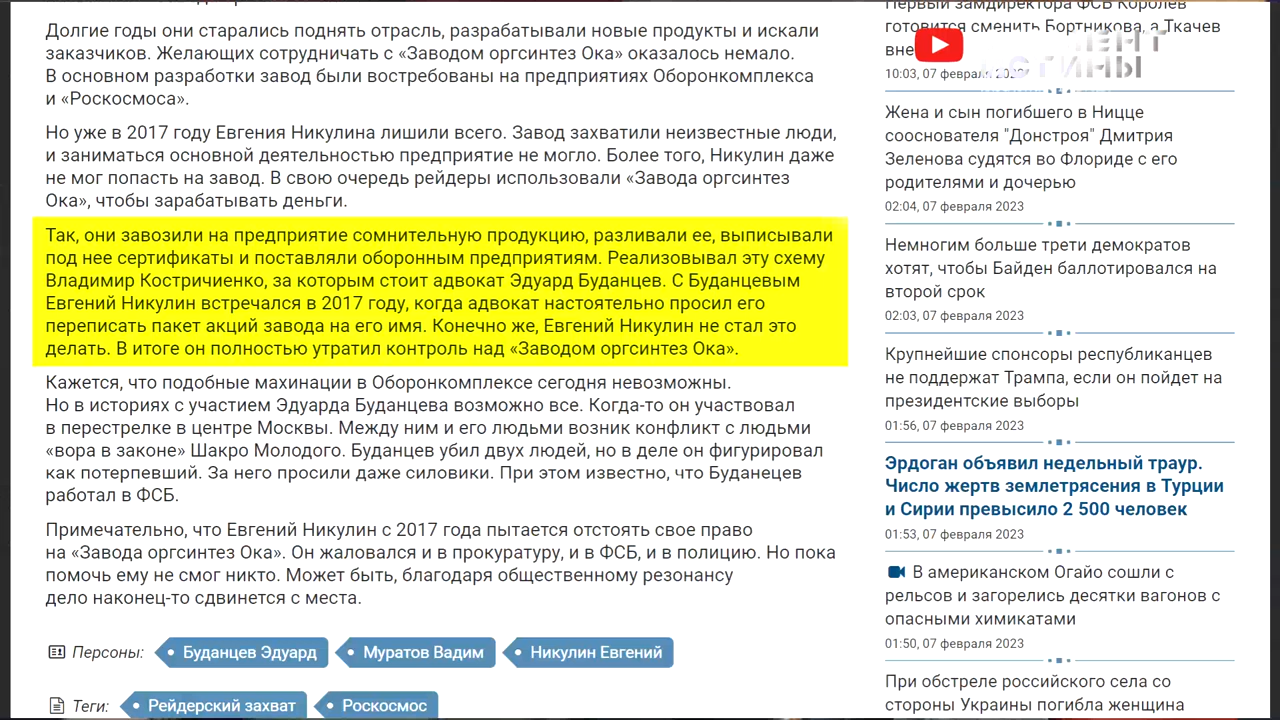 Долгие годы они старались поднять отрасль, разрабатывали новые продукты и искали
заказчиков. Желающих сотрудничать с «Заводом оргсинтез Ока» оказалось немало.
В основном разработки завод были востребованы на предприятиях Оборонкомплекса
и «Роскосмоса».
Но уже в 2017 году Евгения Никулина лишили всего. Завод захватили неизвестные люди,
и заниматься основной деятельностью предприятие не могло. Более того, Никулин даже
не мог попасть на завод. В свою очередь рейдеры использовали «Завода оргсинтез
Ока», чтобы зарабатывать деньги.
Так, они завозили на предприятие сомнительную продукцию, разливали ее, выписывали
под нее сертификаты и поставляли оборонным предприятиям. Реализовывал эту схему
Владимир Костричиенко, за которым стоит адвокат Эдуард Буданцев. С Буданцевым
Евгений Никулин встречался в 2017 году, когда адвокат настоятельно просил его
переписать пакет акций завода на его имя. Конечно же, Евгений Никулин не стал это
делать. В итоге он полностью утратил контроль над «Заводом оргсинтез Ока».
Кажется, что подобные махинации в Оборонкомплексе сегодня невозможны.
Но в историях с участием Эдуарда Буданцева возможно все. Когда-то он участвовал
в перестрелке в центре Москвы. Между ним и его людьми возник конфликт с людьми
«вора в законе» Шакро Молодого. Буданцев убил двух людей, но в деле он фигурировал
как потерпевший. За него просили даже силовики. При этом известно, что Буданецев
работал в ФСБ.
Примечательно, что Евгений Никулин с 2017 года пытается отстоять свое право
на «Завода оргсинтез Ока». Он жаловался и в прокуратуру, и в ФСБ, и в полицию. Но пока
помочь ему не смог никто. Может быть, благодаря общественному резонансу
дело наконец-то сдвинется с места.
Персоны: Буданцев Эдуард Муратов Вадим Никулин Евгений
Теги: Рейдерский захват Роскосмос
Первый замдиректора ФСБ Королев
готовится сменить Бортникова, а Ткачев
10:03, 07 февраля 2023
Жена и сын погибшего в Ницце
сооснователя "Донстроя" Дмитрия
Зеленова судятся во Флориде с его
родителями и дочерью
02:04, 07 февраля 2023
Немногим больше трети демократов
хотят, чтобы Байден баллотировался на
второй срок
02:03, 07 февраля 2023
Крупнейшие спонсоры республиканцев
не поддержат Трампа, если он пойдет на
президентские выборы
01:56, 07 февраля 2023
Эрдоган объявил недельный траур.
Число жертв землетрясения в Турции
и Сирии превысило 2 500 человек
01:53, 07 февраля 2023
В американском Огайо сошли с
рельсов и загорелись десятки вагонов с
опасными химикатами
01:50, 07 февраля 2023
При обстреле российского села со
стороны Украины погибла женщина